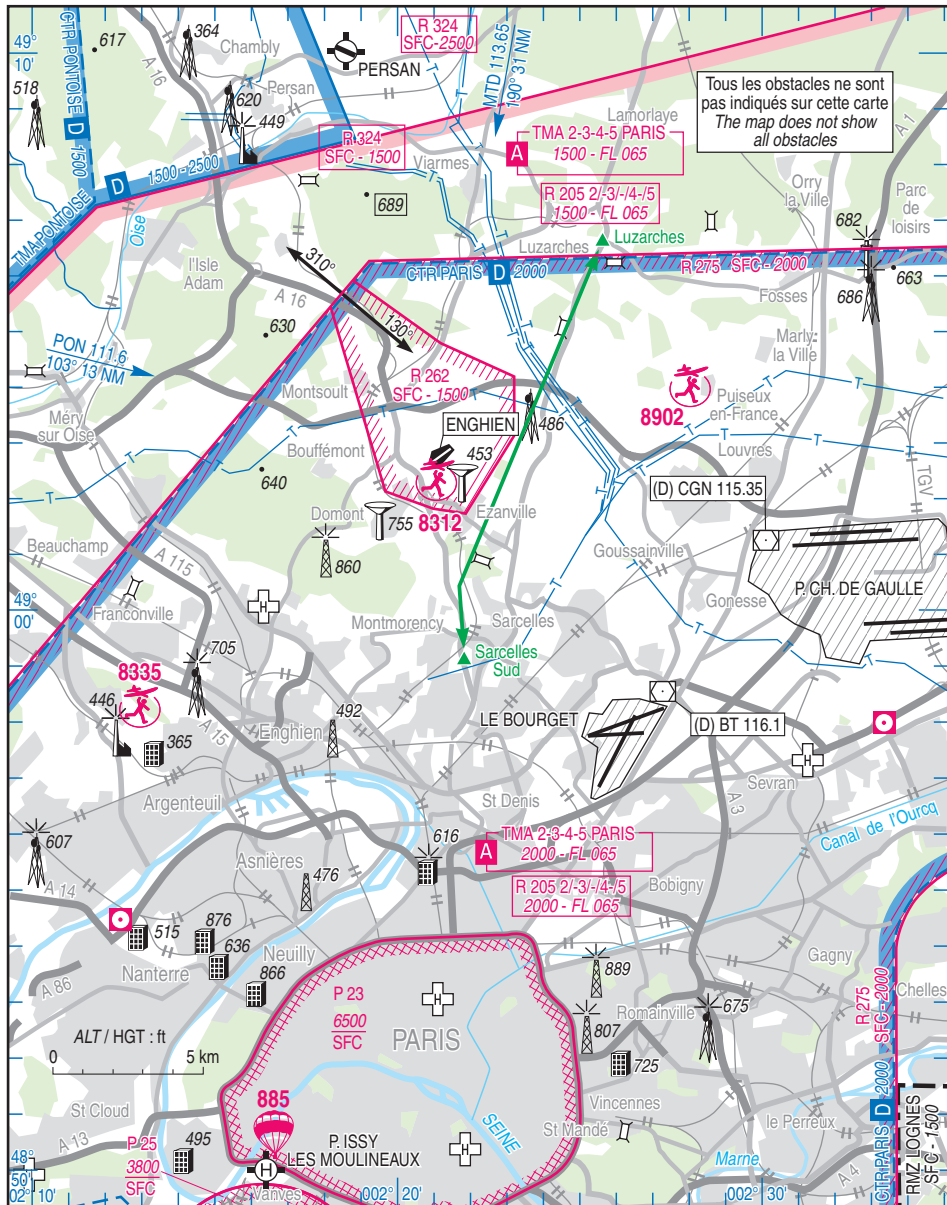 49°
10'
617
364
Chambly
A 16
CTR PONTOISE D 1500
518
620
Persan
449
PERSAN
R 324
SFC-2500
MTD 113.65
190° 31 NM
Lamorlaye
Tous les obstacles ne sont
pas indiqués sur cette carte
The map does not show
all obstacles
A 1
R 324
SFC - 1500
Viarmes
TMA 2-3-4-5 PARIS
A
1500 - FL 065
D
1500 - 2500
TMA PONTOISE
Oise
689
R 205 2/-3/-/4-/5
1500 - FL 065
Orry
la Ville
Parc
de
loisirs
682
Luzarches
Luzarches
310°
l'Isle
Adam
A 16
CTR PARIS D 2000
R 275 SFC - 2000
663
686
Fosses
630
130°
Marly
la Ville
PON 111.6
103° 13 NM
R 262
SFC - 1500
Montsoult
8902
Puiseux
en-France
Méry
sur Oise
486
ENGHIEN
453
Louvres
Bouffémont
TGV
640
(D) CGN 115.35
8312
Ezanville
Domont
755
860
Beauchamp
A 115
Goussainville
P. CH. DE GAULLE
Gonesse
49°
00'
Franconville
Montmorency
Sarcelles
Sarcelles
Sud
705
8335
446
365
A 15
Enghien
492
LE BOURGET
(D) BT 116.1
Sevran
A 3
Argenteuil
St Denis
Canal de l'Ourcq
607
616
TMA 2-3-4-5 PARIS
A
2000 - FL 065
Asnières
476
R 205 2/-3/-/4-/5
2000 - FL 065
Bobigny
A 14
515
876
636
Nanterre
Neuilly
866
A 86
Gagny
889
P 23
6500
SFC
PARIS
Romainville
675
R 275 SFC - 2000
Chelles
807
725
ALT / HGT : ft
0
5 km
885
Vincennes
St Cloud
St Mandé
le Perreux
SEINE
A 13
P 25
3800
SFC
495
P. ISSY
LES MOULINEAUX
H
Vanves
Marne
A 4
CTR PARIS D 2000
RMZ LOGNES
SFC - 1500
48°
50'
002° 10'
002° 20'
002° 30'